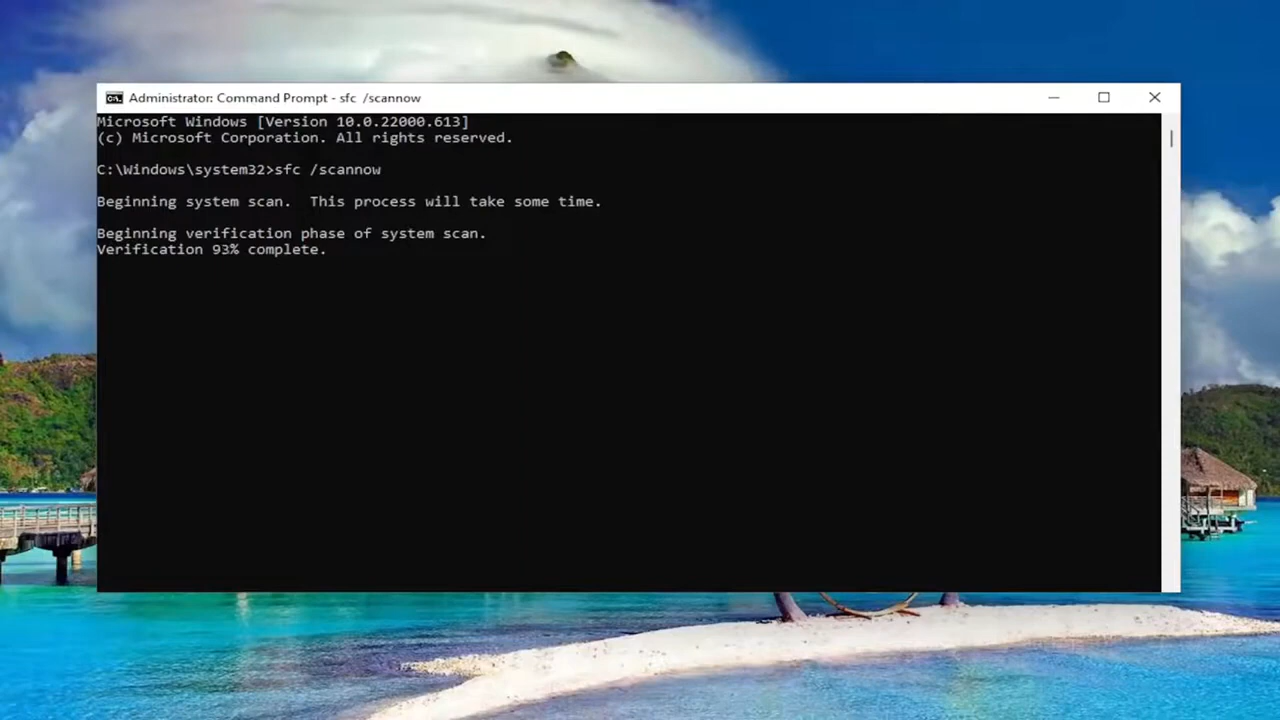 Administrator: Command Prompt - sfc  /scannow
Microsoft Windows [Version 10.0.22000.613]
(c) Microsoft Corporation. All rights reserved.
C:\Windows\system32>sfc /scannow
Beginning system scan.  This process will take some time.
Beginning verification phase of system scan.
Verification 93% complete.